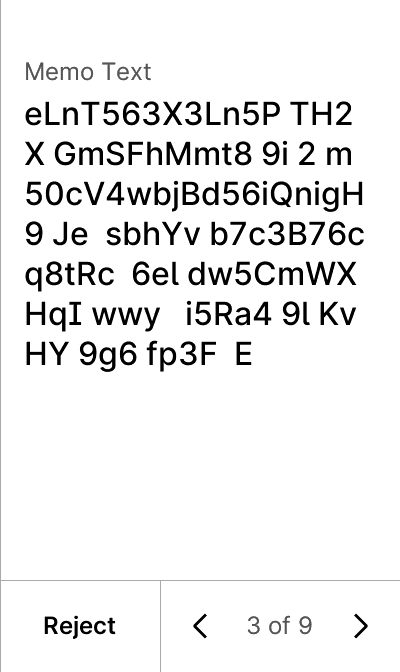 Memo Text
eLnT563X3Ln5P TH2
X GmSFhMmt8 9i 2 m
50cV4wbjBd56iQnigH
9 Je  sbhYv b7c3B76c
q8tRc  6el dw5CmWX
HqI wwy   i5Ra4 9l Kv
HY 9g6 fp3F  E
Reject
3 of 9